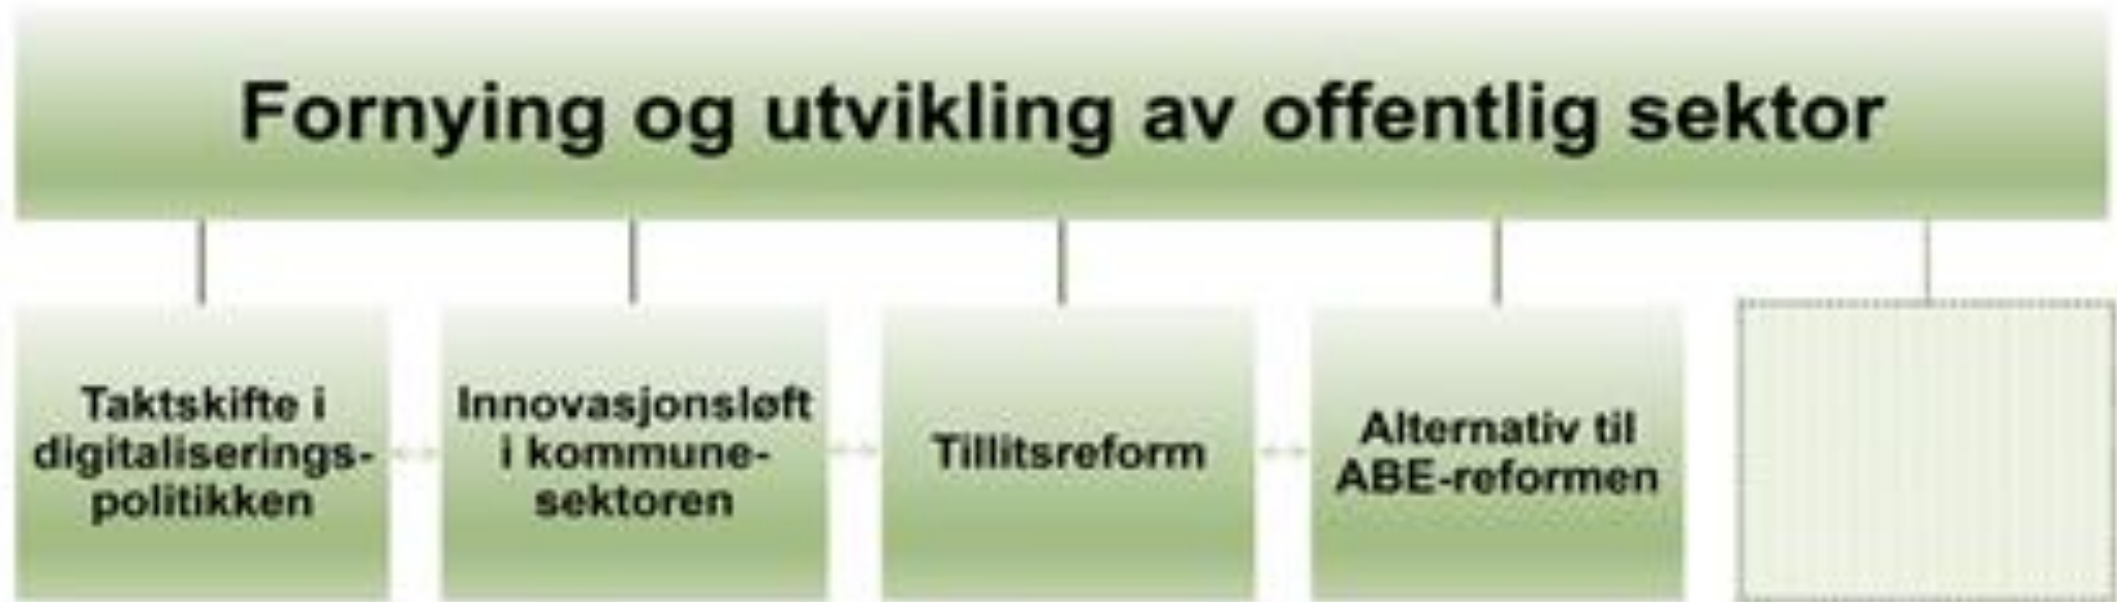 Fornying og utvikling av offentlig sektor
Taktskifte i
digitaliserings-
politikken
Innovasjonsløft
i kommune-
sektoren
Tillitsreform
Alternativ til
ABE-reformen